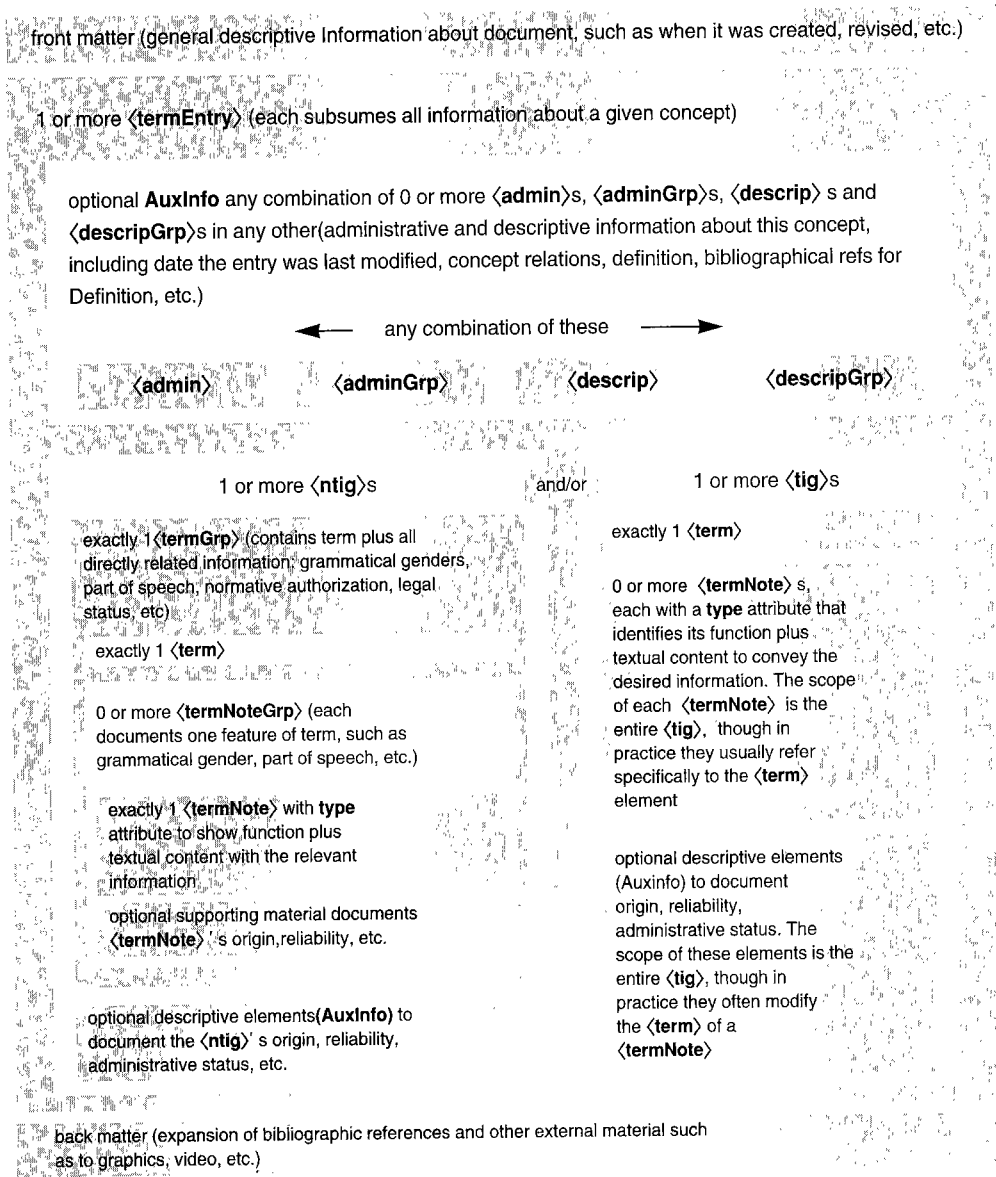 front matter (general descriptive Information about document, such as when it was created, revised, etc.)
1 or more 〈termEntry〉 (each subsumes all information about a given concept)
optional AuxInfo any combination of 0 or more 〈admin〉s, 〈adminGrp〉s, 〈descrip〉 s and
〈descripGrp〉s in any other(administrative and descriptive information about this concept,
including date the entry was last modified, concept relations, definition, bibliographical refs for
Definition, etc.)
any combination of these
〈admin〉 〈adminGrp〉 〈descrip〉 〈descripGrp〉
1 or more 〈ntig〉s
exactly 1〈termGrp〉 (contains term plus all
directly related information; grammatical genders,
part of speech, normative authorization, legal
status, etc)
exactly 1 〈term〉
0 or more 〈termNoteGrp〉 (each
documents one feature of term, such as
grammatical gender, part of speech, etc.)
exactly 1 〈termNote〉 with type
attribute to show function plus
textual content with the relevant
information
optional supporting material documents
〈termNote〉 's origin,reliability, etc.
optional descriptive elements(AuxInfo) to
document the 〈ntig〉' s origin, reliability,
administrative status, etc.
and/or
1 or more 〈tig〉s
exactly 1 〈term〉
0 or more 〈termNote〉 s,
each with a type attribute that
identifies its function plus
textual content to convey the
desired information. The scope
of each 〈termNote〉 is the
entire 〈tig〉, though in
practice they usually refer
specifically to the 〈term〉
element
optional descriptive elements
(Auxinfo) to document
origin, reliability,
administrative status. The
scope of these elements is the
entire 〈tig〉, though in
practice they often modify
the 〈term〉 of a
〈termNote〉
back matter (expansion of bibliographic references and other external material such
as to graphics, video, etc.)